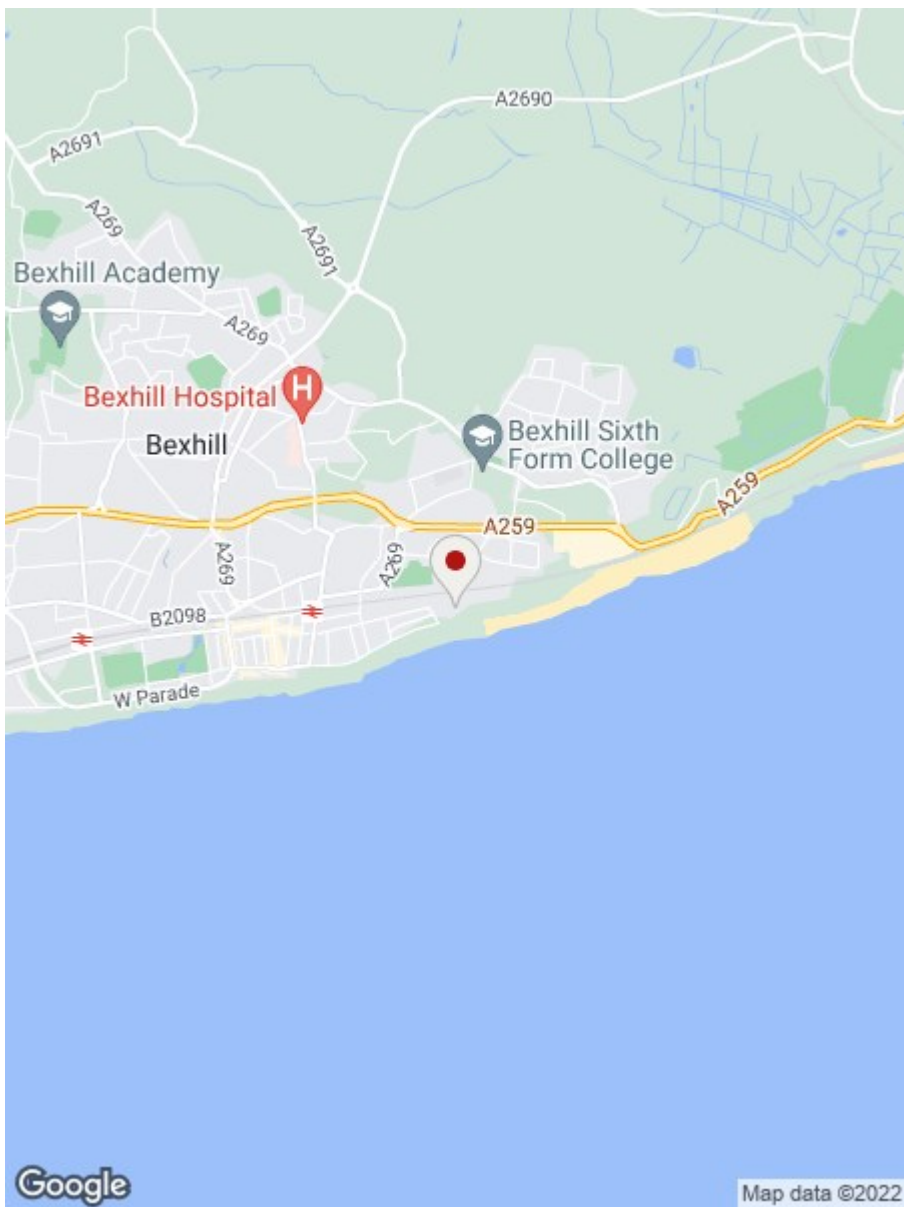 A2690
A2691
A269
A2691
Bexhill Academy
A269
Bexhill Hospital
H
Bexhill
Bexhill Sixth
Form College
A259
A259
A269
A269
B2098
W Parade
Google
Map data ©2022